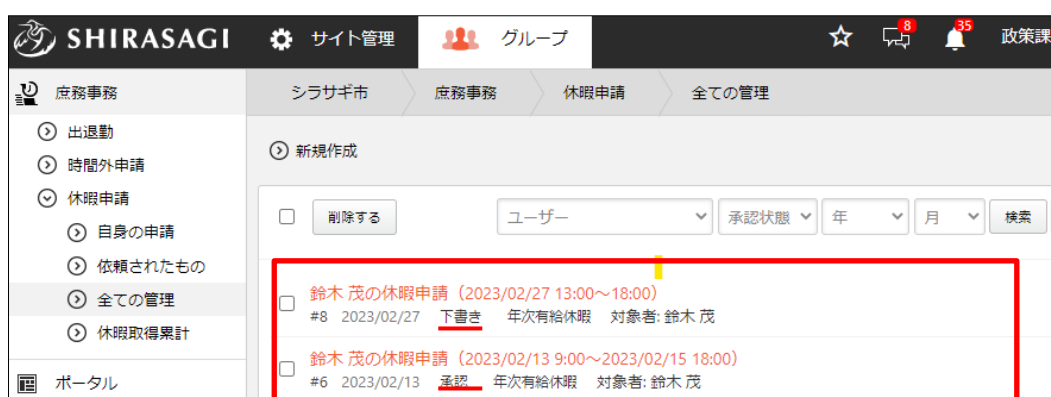 SHIRASAGI サイト管理 グループ 8 35 政策課
庶務事務
出退勤
時間外申請
休暇申請
自身の申請
依頼されたもの
全ての管理
休暇取得累計
ポータル
シラサギ市 庶務事務 休暇申請 全ての管理
新規作成
削除する ユーザー 承認状態 年 月 検索
鈴木 茂の休暇申請（2023/02/27 13:00～18:00）
#8 2023/02/27 下書き 年次有給休暇 対象者: 鈴木 茂
鈴木 茂の休暇申請（2023/02/13 9:00～2023/02/15 18:00）
#6 2023/02/13 承認 年次有給休暇 対象者: 鈴木 茂